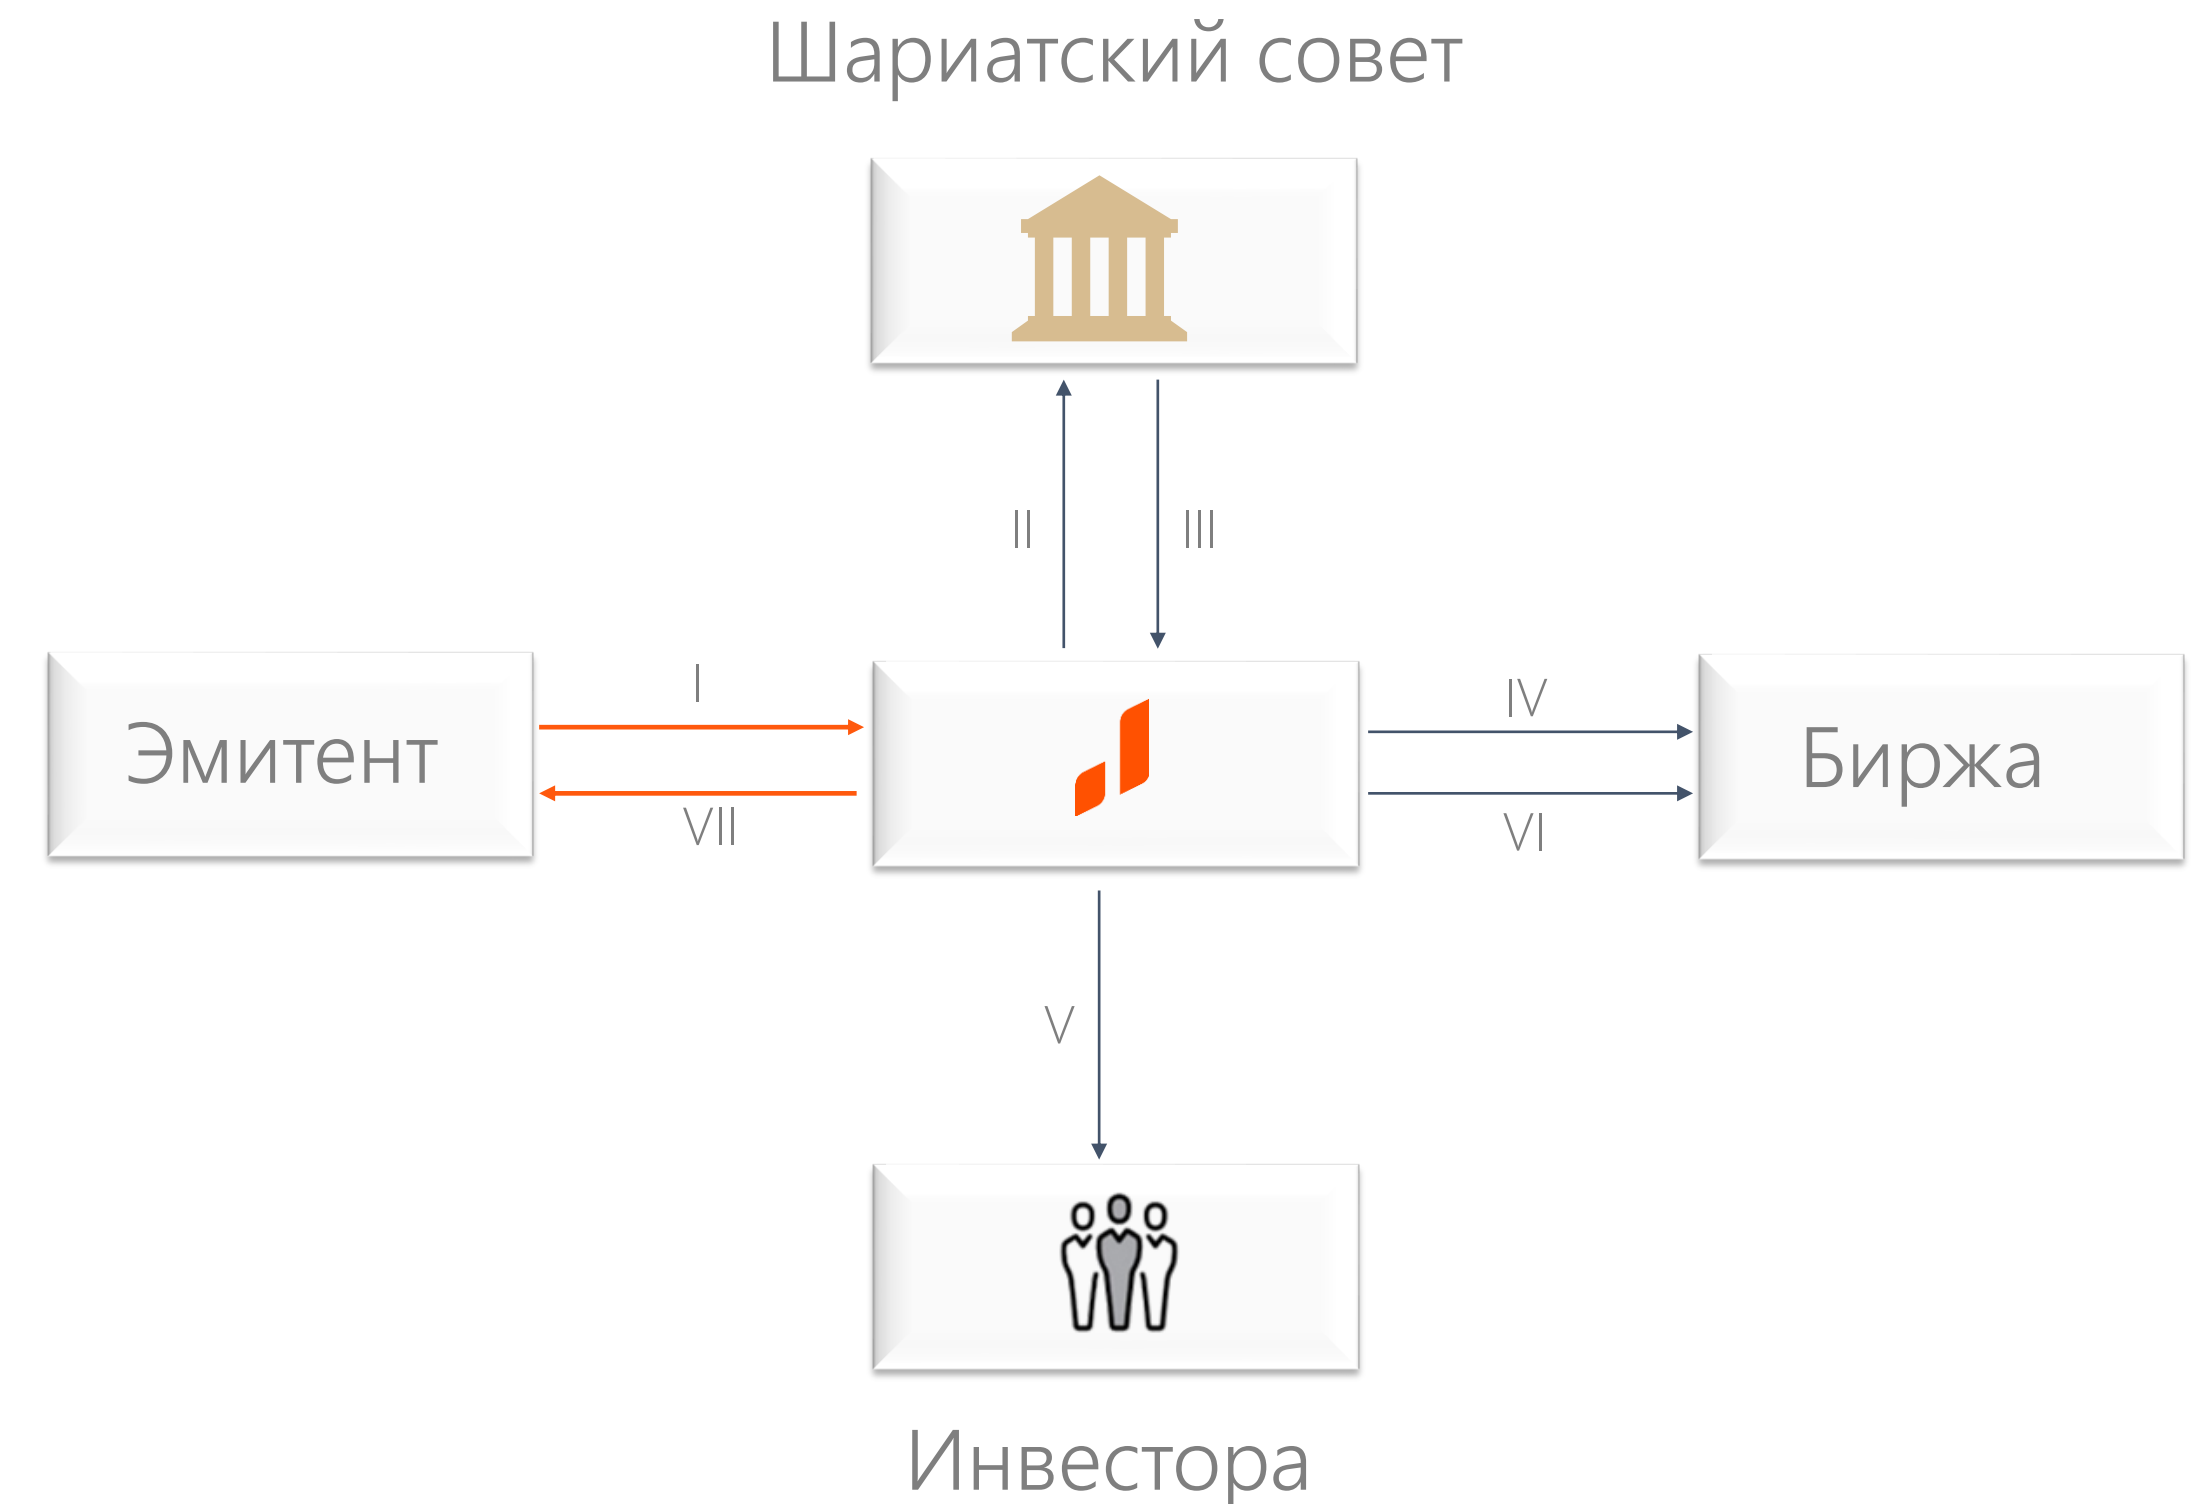 Шариатский совет
II
III
Эмитент
I
VII
IV
VI
Биржа
V
Инвестора